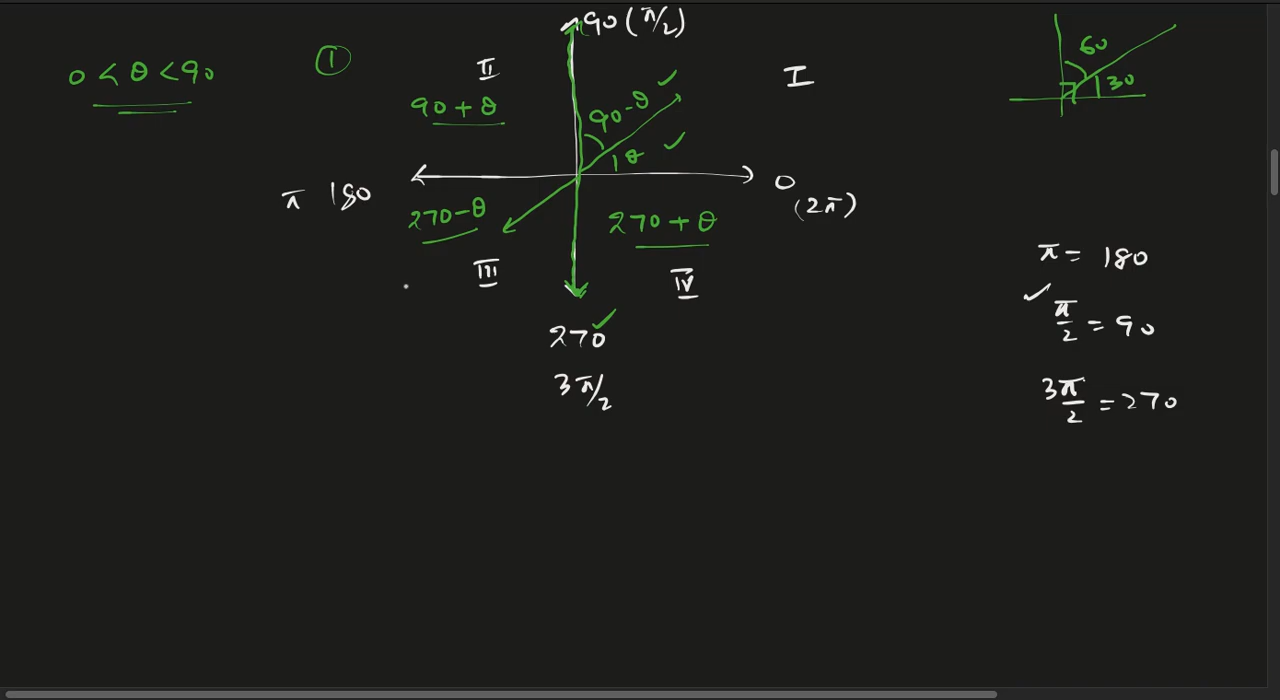 0 < θ < 90
①
90 (π/2)
II
I
90 + θ
90 - θ
θ
π 180
0
(2π)
270 - θ
270 + θ
III
IV
270
3π/2
60
30
π = 180
π/2 = 90
3π/2 = 270